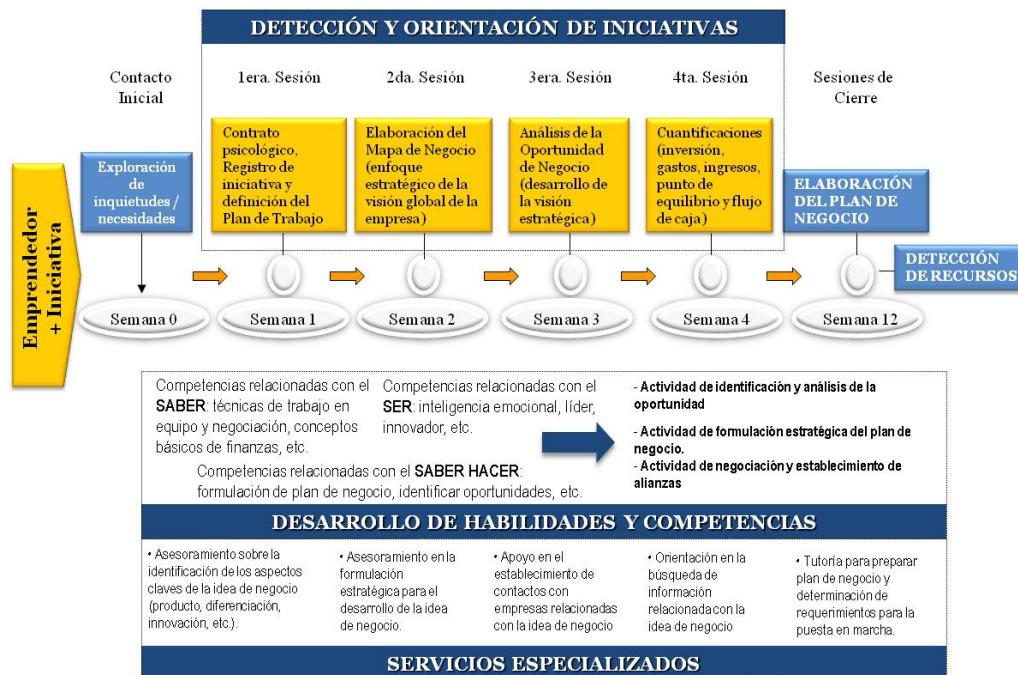 DETECCIÓN Y ORIENTACIÓN DE INICIATIVAS
Contacto
Inicial
1era. Sesión
2da. Sesión
3era. Sesión
4ta. Sesión
Sesiones de
Cierre
Emprendedor
+ Iniciativa
Exploración
de
inquietudes /
necesidades
Contrato
psicológico,
Registro de
iniciativa y
definición del
Plan de Trabajo
Elaboración del
Mapa de Negocio
(enfoque
estratégico de la
visión global de la
empresa)
Análisis de la
Oportunidad de
Negocio
(desarrollo de
la visión
estratégica)
Cuantificaciones
(inversión,
gastos, ingresos,
punto de
equilibrio y flujo
de caja)
ELABORACIÓN
DEL PLAN DE
NEGOCIO
DETECCIÓN
DE RECURSOS
Semana 0
Semana 1
Semana 2
Semana 3
Semana 4
Semana 12
Competencias relacionadas con el
SABER: técnicas de trabajo en
equipo y negociación, conceptos
básicos de finanzas, etc.
Competencias relacionadas con el
SER: inteligencia emocional, líder,
innovador, etc.
Competencias relacionadas con el SABER HACER:
formulación de plan de negocio, identificar oportunidades, etc.
- Actividad de identificación y análisis de la
oportunidad
- Actividad de formulación estratégica del plan de
negocio.
- Actividad de negociación y establecimiento de
alianzas
DESARROLLO DE HABILIDADES Y COMPETENCIAS
• Asesoramiento sobre la
identificación de los aspectos
claves de la idea de negocio
(producto, diferenciación,
innovación, etc.).
• Asesoramiento en la
formulación
estratégica para el
desarrollo de la idea
de negocio.
• Apoyo en el
establecimiento de
contactos con
empresas relacionadas
con la idea de negocio
• Orientación en la
búsqueda de
información
relacionada con la
idea de negocio
• Tutoría para preparar
plan de negocio y
determinación de
requerimientos para la
puesta en marcha.
SERVICIOS ESPECIALIZADOS